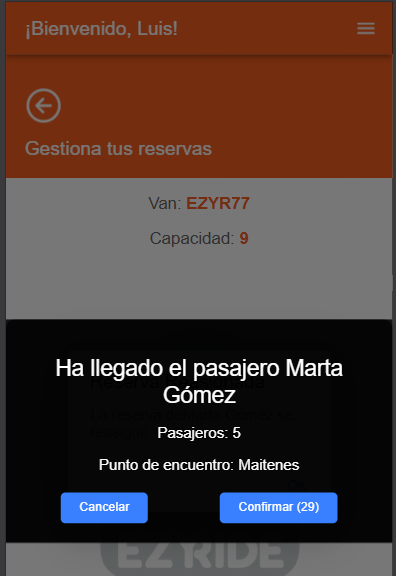 ¡Bienvenido, Luis!
Gestiona tus reservas
Van: EZYR77
Capacidad: 9
Ha llegado el pasajero Marta
Gómez
Pasajeros: 5
Punto de encuentro: Maitenes
Cancelar
Confirmar (29)
EZRIDE